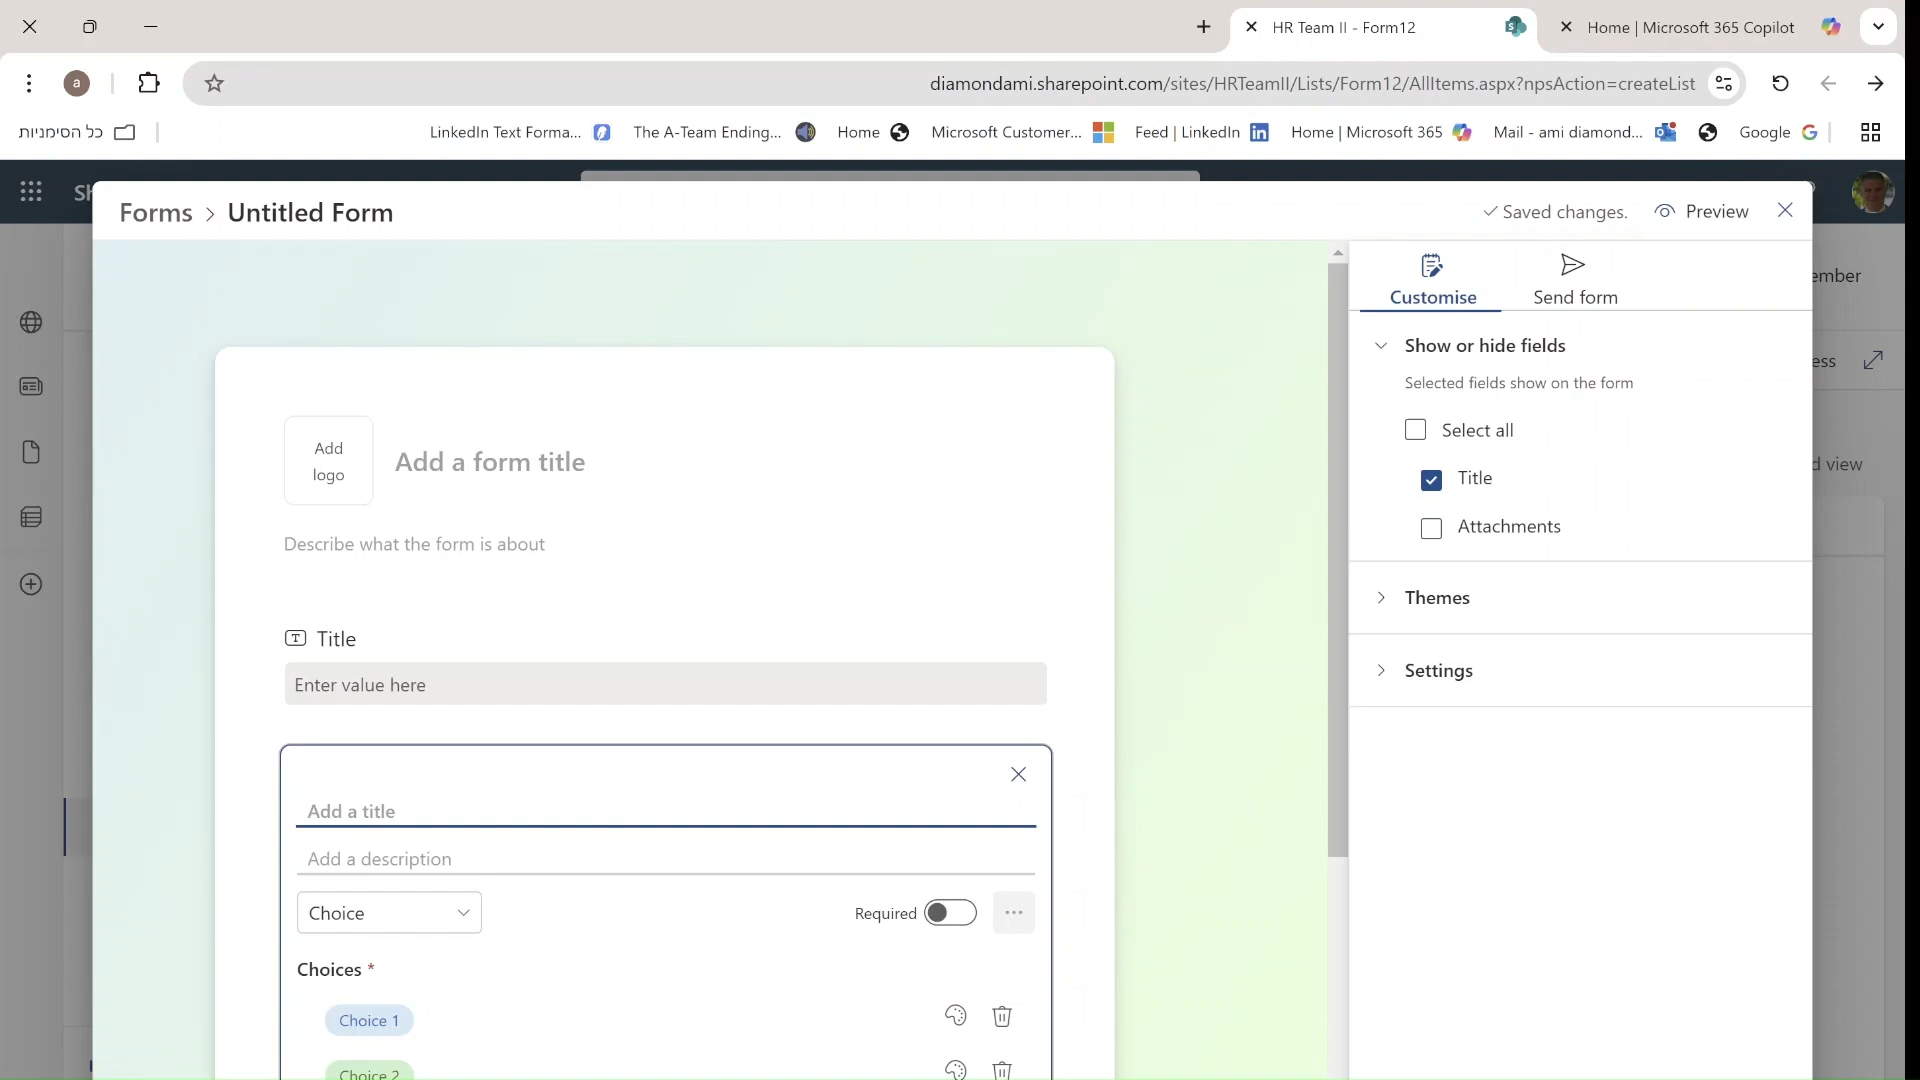 HR Team II - Form12
Home | Microsoft 365 Copilot
a
diamondami.sharepoint.com/sites/HRTeamII/Lists/Form12/AllItems.aspx?npsAction=createList
כל הסימניות
LinkedIn Text Forma...
The A-Team Ending...
Home
Microsoft Customer...
Feed | LinkedIn
Home | Microsoft 365
Mail - ami diamond...
Google
Sh
Forms > Untitled Form
Saved changes.
Preview
Customise
Send form
ember
Show or hide fields
ess
Selected fields show on the form
Select all
Add logo
Add a form title
d view
Title
Attachments
Describe what the form is about
Themes
Title
Settings
Enter value here
Add a title
Add a description
Choice
Required
Choices *
Choice 1
Choice 2